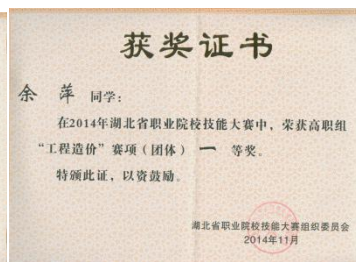 获奖证书
余萍 同学：
在2014年湖北省职业院校技能大赛中，荣获高职组
“工程造价”赛项（团体） 一 等奖。
特颁此证，以资鼓励。
湖北省职业院校技能大赛组织委员会
2014年11月